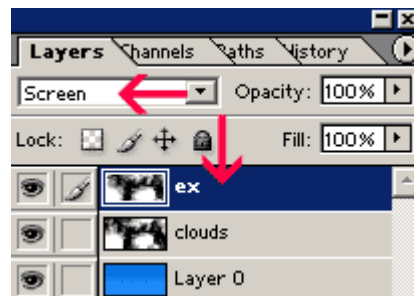 Layers Channels Paths History
Screen Opacity: 100%
Lock: Fill: 100%
ex
clouds
Layer 0